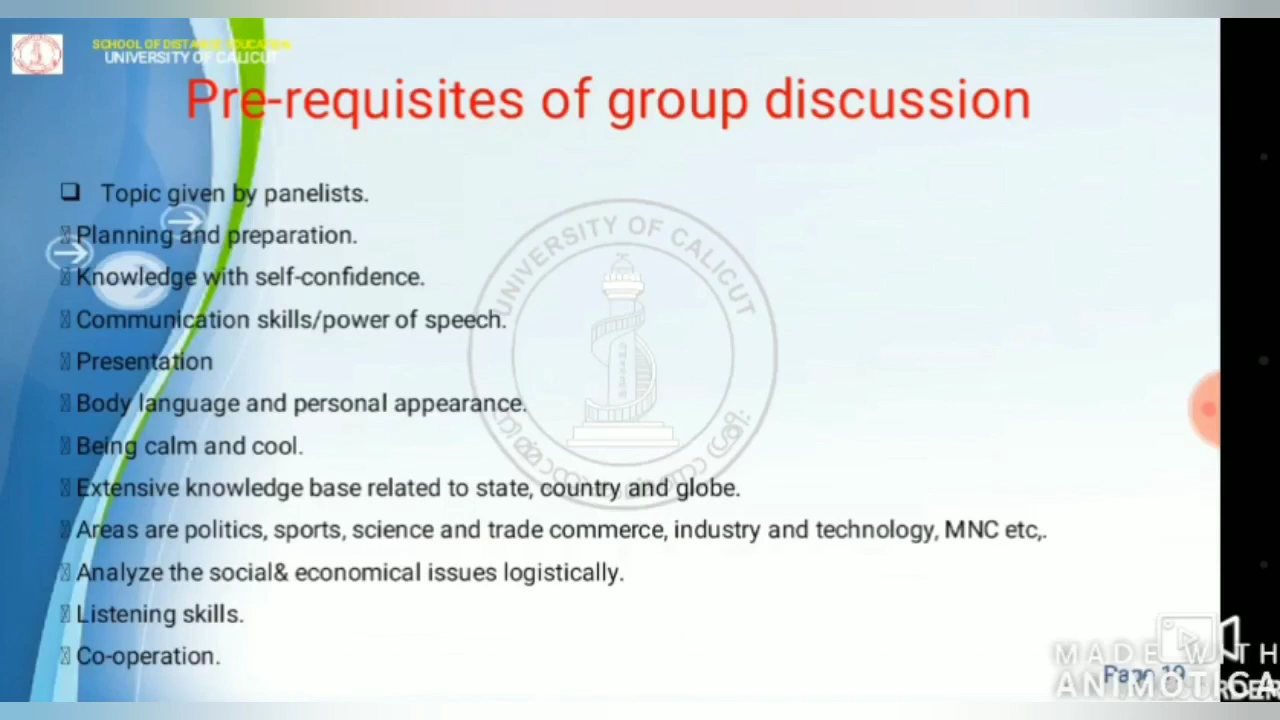 SCHOOL OF DISTANCE EDUCATION
UNIVERSITY OF CALICUT
Pre-requisites of group discussion
Topic given by panelists.
Planning and preparation.
Knowledge with self-confidence.
Communication skills/power of speech.
Presentation
Body language and personal appearance.
Being calm and cool.
Extensive knowledge base related to state, country and globe.
Areas are politics, sports, science and trade commerce, industry and technology, MNC etc,.
Analyze the social& economical issues logistically.
Listening skills.
Co-operation.
UNIVERSITY OF CALICUT
Page 19
MADE WITH